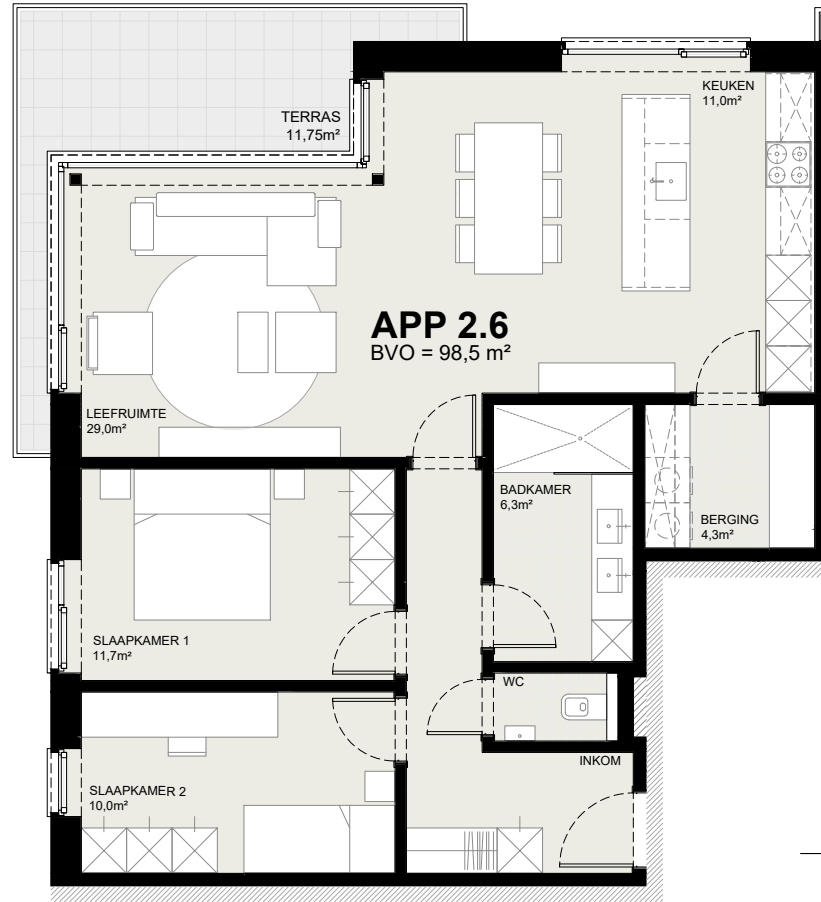 KEUKEN
11,0m²
TERRAS
11,75m²
APP 2.6
BVO = 98,5 m²
LEEFRUIMTE
29,0m²
BADKAMER
6,3m²
BERGING
4,3m²
SLAAPKAMER 1
11,7m²
WC
INKOM
SLAAPKAMER 2
10,0m²